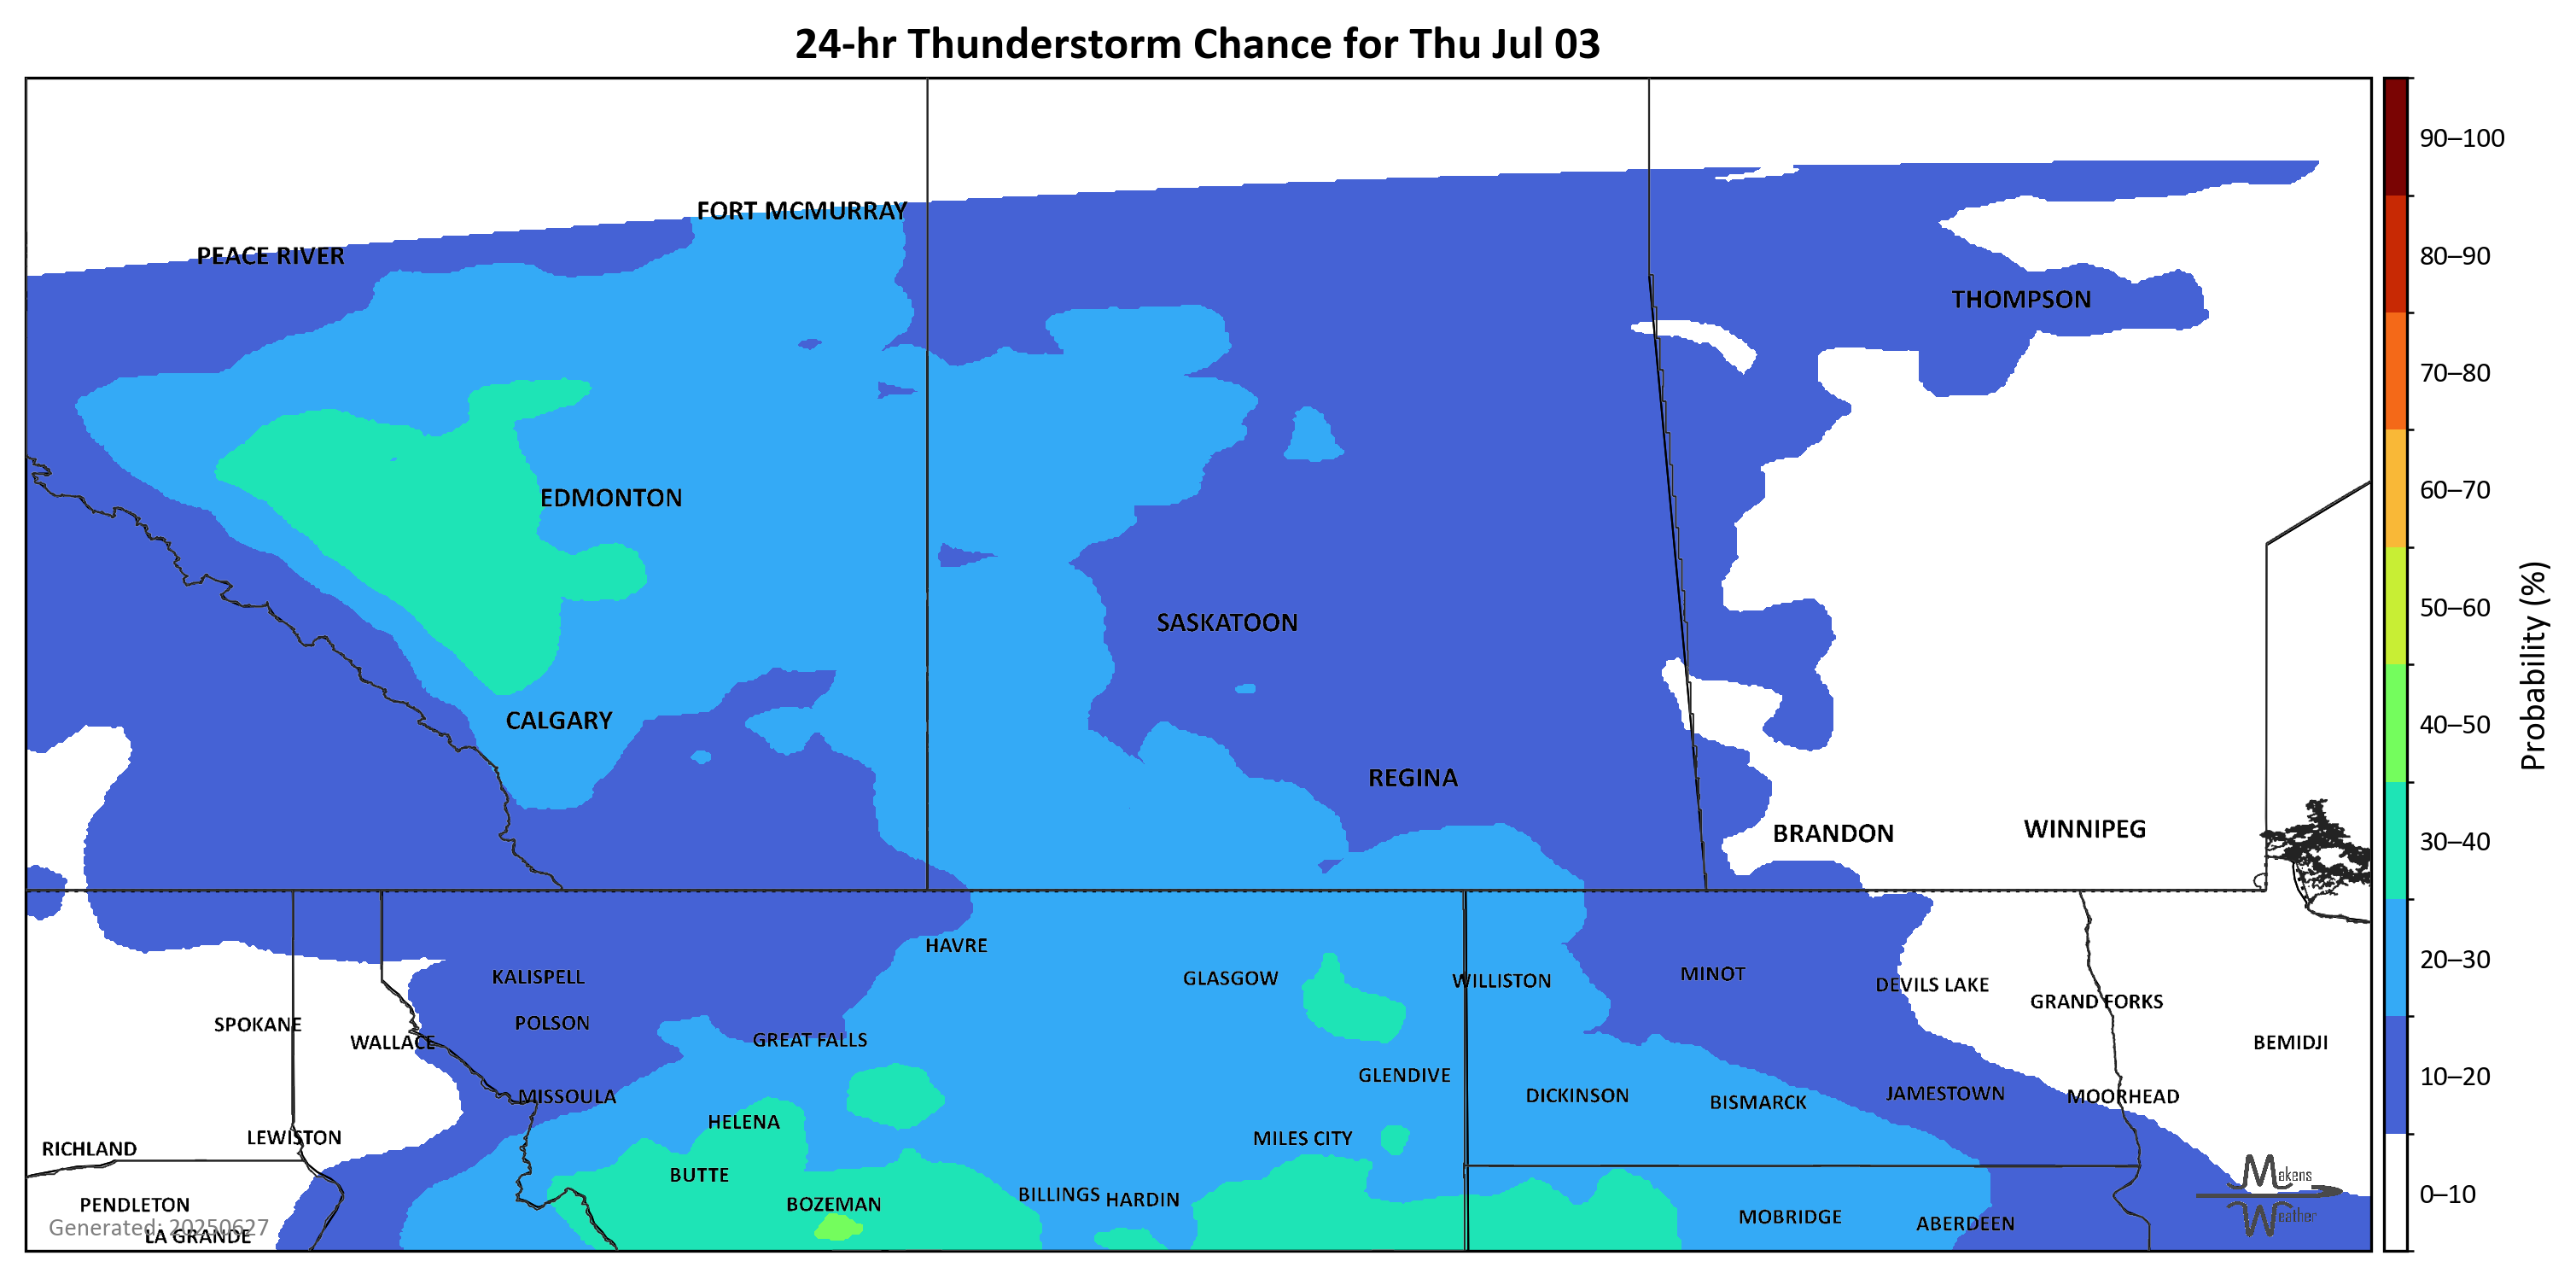 24-hr Thunderstorm Chance for Thu Jul 03
90–100
FORT MCMURRAY
PEACE RIVER
80–90
THOMPSON
70–80
EDMONTON
60–70
SASKATOON
50–60
CALGARY
40–50
REGINA
Probability (%)
BRANDON
WINNIPEG
30–40
HAVRE
20–30
KALISPELL
GLASGOW
WILLISTON
MINOT
DEVILS LAKE
GRAND FORKS
SPOKANE
POLSON
WALLACE
GREAT FALLS
BEMIDJI
GLENDIVE
10–20
MISSOULA
DICKINSON
BISMARCK
JAMESTOWN
MOORHEAD
HELENA
LEWISTON
MILES CITY
RICHLAND
BUTTE
Makens
Weather
PENDLETON
BOZEMAN
BILLINGS
HARDIN
0–10
MOBRIDGE
ABERDEEN
Generated: 20250627
LA GRANDE